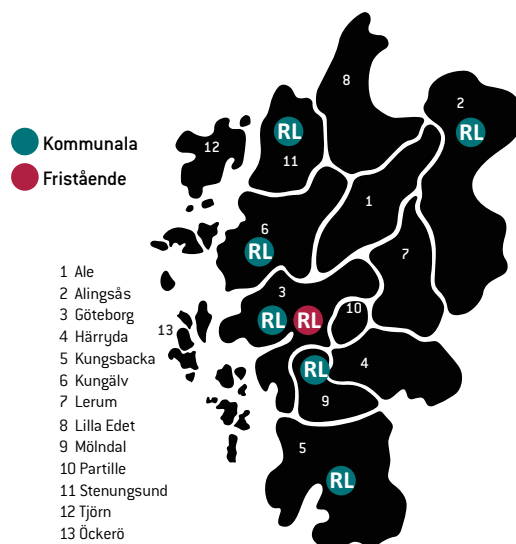 8
2
RL
RL
12
11
Kommunala
Fristående
1
6
RL
7
3
10
RL
RL
13
RL
4
9
5
RL
1 Ale
2 Alingsås
3 Göteborg
4 Härryda
5 Kungsbacka
6 Kungälv
7 Lerum
8 Lilla Edet
9 Mölndal
10 Partille
11 Stenungsund
12 Tjörn
13 Öckerö